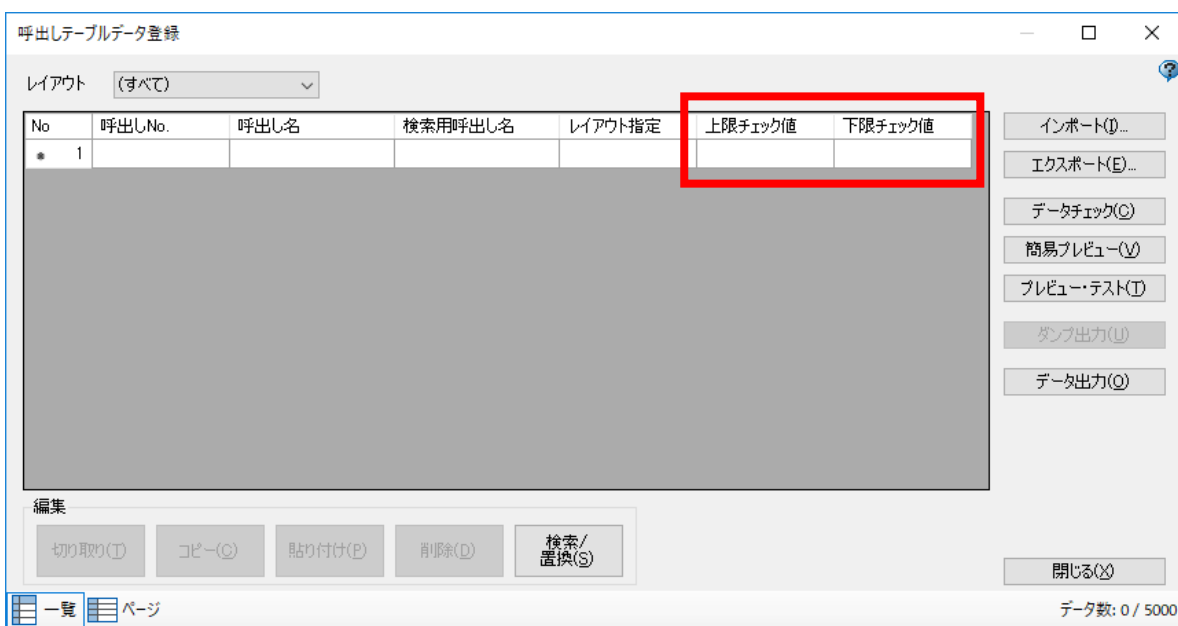 呼出しテーブルデータ登録
レイアウト (すべて)
No 呼出しNo. 呼出し名 検索用呼出し名 レイアウト指定 上限チェック値 下限チェック値
* 1
インポート(I)...
エクスポート(E)...
データチェック(C)
簡易プレビュー(V)
プレビュー・テスト(T)
ダンプ出力(U)
データ出力(O)
編集
切り取り(T) コピー(C) 貼り付け(P) 削除(D) 検索/
置換(S)
閉じる(X)
一覧 ページ データ数: 0 / 5000